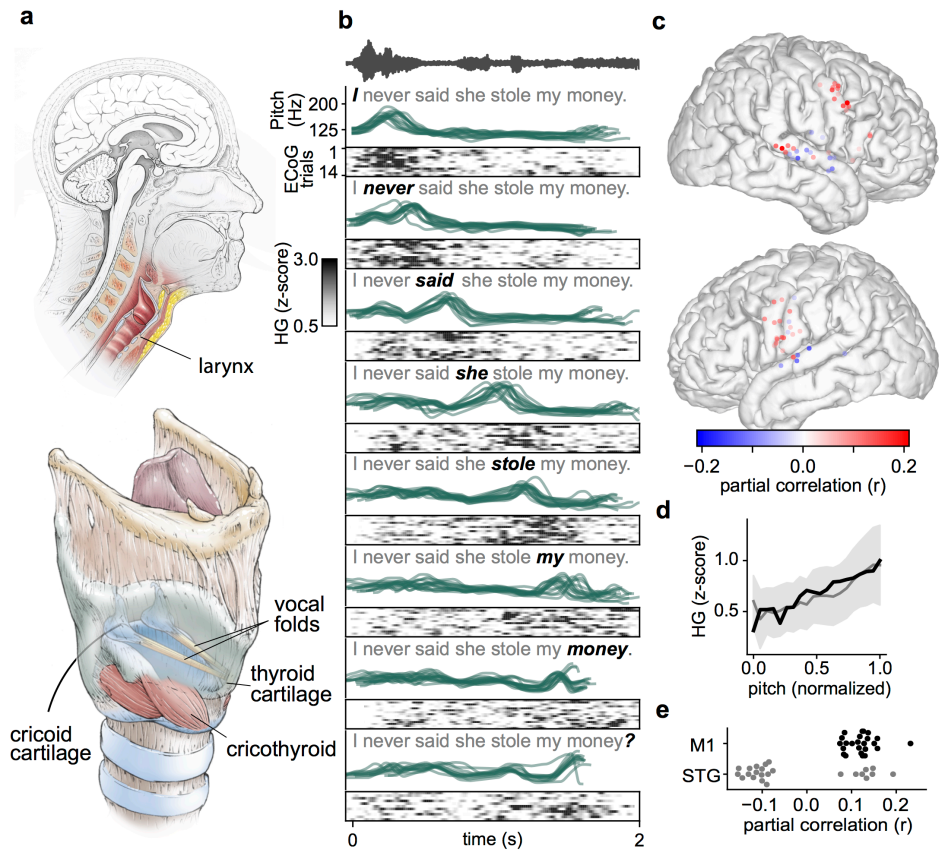 a
larynx
vocal
folds
thyroid
cartilage
cricoid
cartilage
cricothyroid
b
Pitch
(Hz)
200
125
I never said she stole my money.
ECoG
trials
1
14
I never said she stole my money.
HG (z-score)
3.0
0.5
I never said she stole my money.
I never said she stole my money.
I never said she stole my money.
I never said she stole my money.
I never said she stole my money.
I never said she stole my money?
0
2
time (s)
c
−0.2
0.0
0.2
partial correlation (r)
d
HG (z-score)
1.0
0.5
0.0
0.5
1.0
pitch (normalized)
e
M1
STG
−0.1
0.0
0.1
0.2
partial correlation (r)